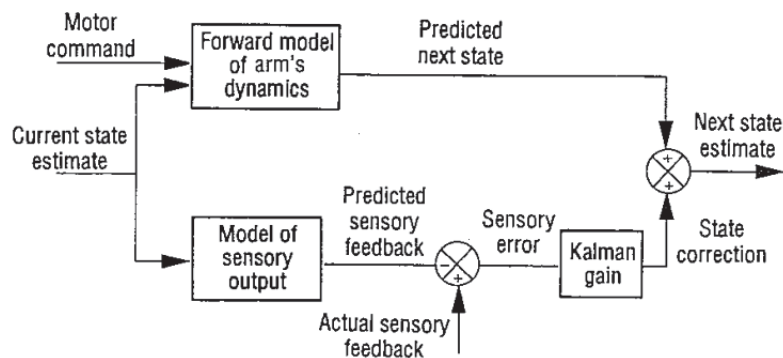 Motor
command
Forward model
of arm's
dynamics
Predicted
next state
Current state
estimate
Next state
estimate
+
+
Model of
sensory
output
Predicted
sensory
feedback
-
+
Sensory
error
Kalman
gain
State
correction
Actual sensory
feedback